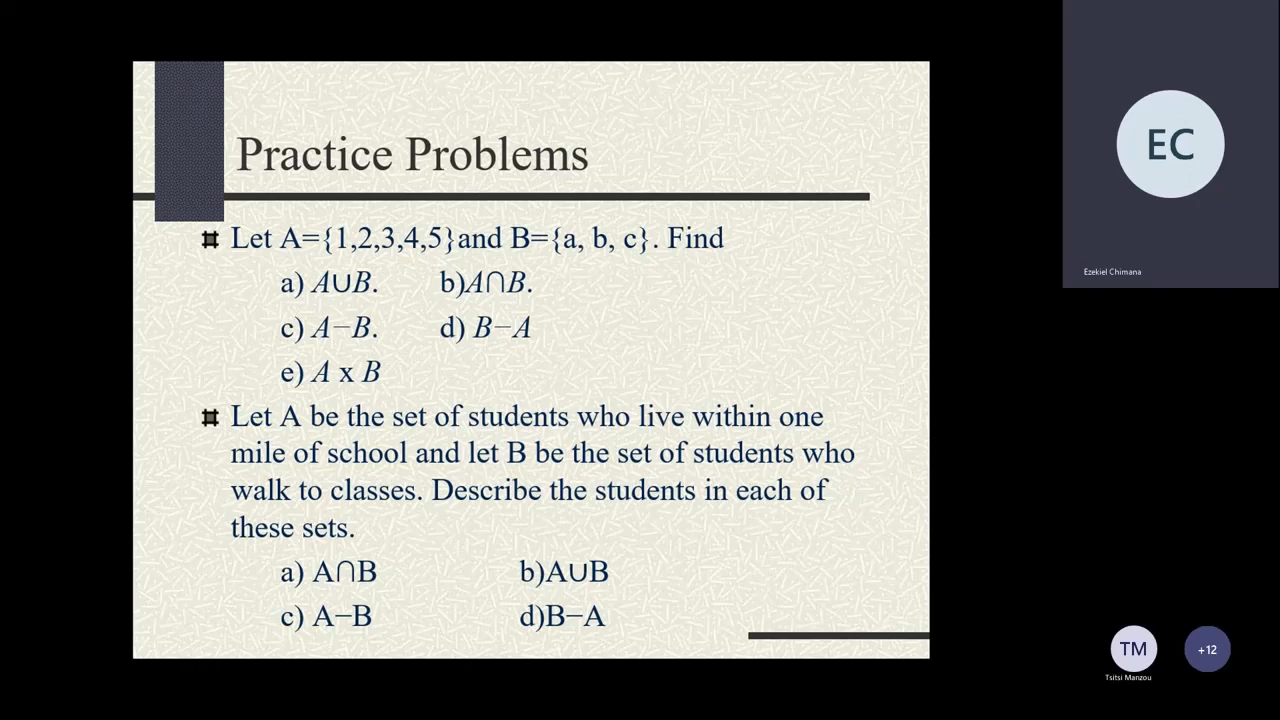 Practice Problems
Let A={1,2,3,4,5}and B={a, b, c}. Find
a) A∪B. b)A∩B.
c) A−B. d) B−A
e) A x B
Let A be the set of students who live within one
mile of school and let B be the set of students who
walk to classes. Describe the students in each of
these sets.
a) A∩B b)A∪B
c) A−B d)B−A
EC
Ezekiel Chimana
TM
+12
Tsitsi Manzou